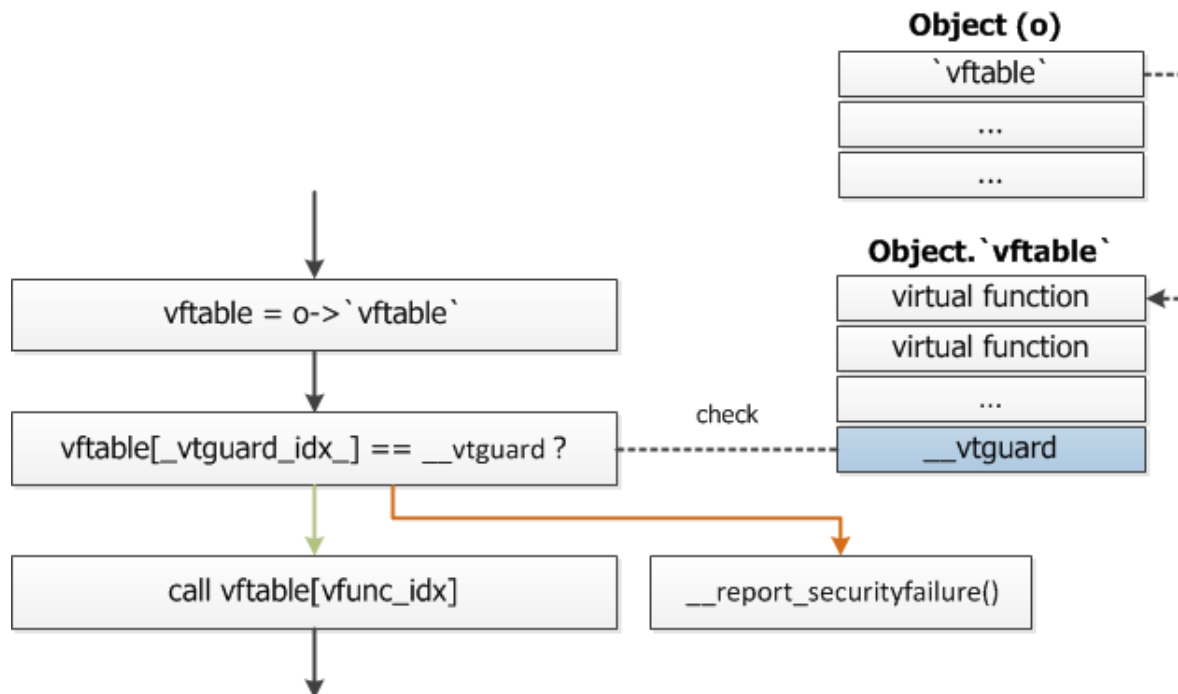 Object (o)
`vftable`
...
...
Object.`vftable`
virtual function
virtual function
...
__vtguard
vftable = o->`vftable`
vftable[_vtguard_idx_] == __vtguard ?
check
call vftable[vfunc_idx]
__report_securityfailure()